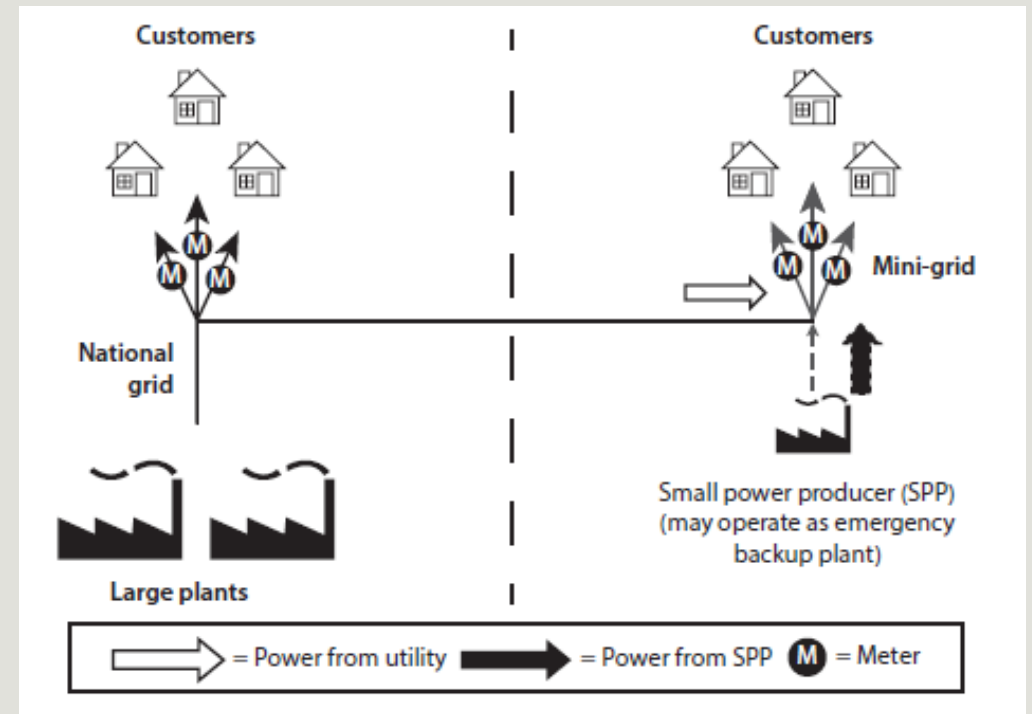 Customers
Customers
M
M
M
M
M
M
Mini-grid
National
grid
Small power producer (SPP)
(may operate as emergency
backup plant)
Large plants
= Power from utility = Power from SPP M = Meter